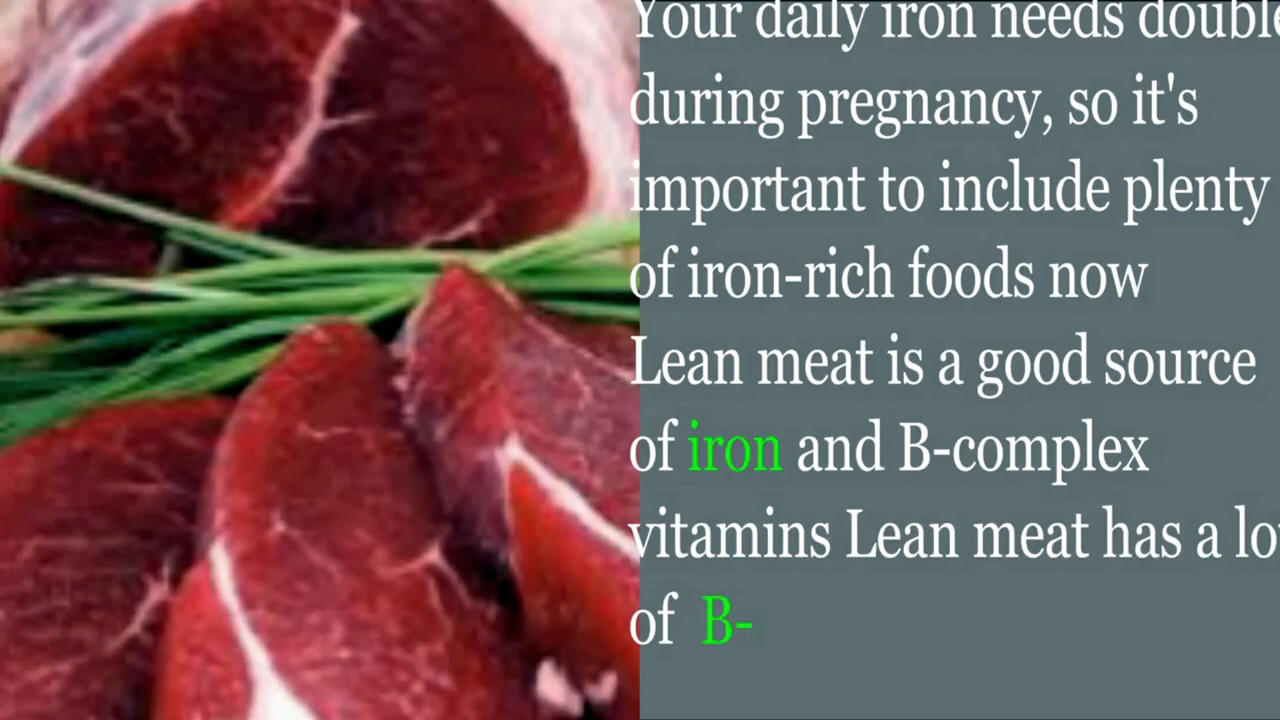 Your daily iron needs double
during pregnancy, so it's
important to include plenty
of iron-rich foods now
Lean meat is a good source
of iron and B-complex
vitamins Lean meat has a lo
of B-